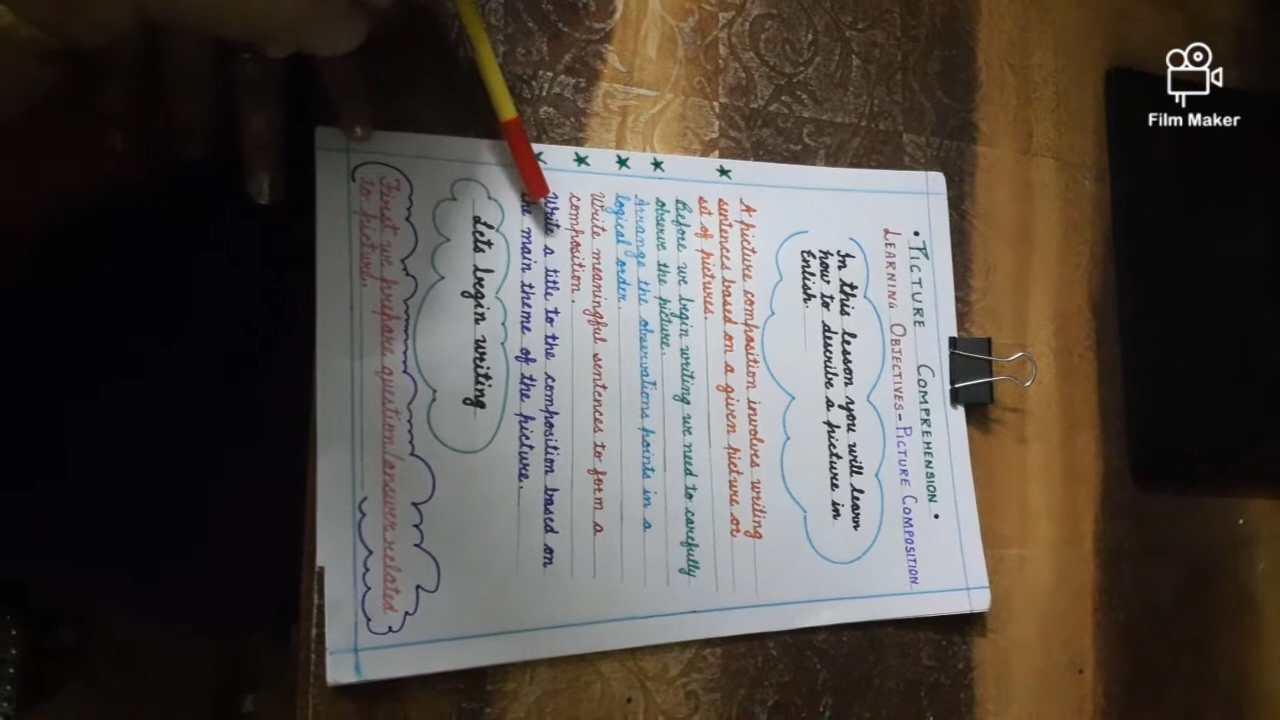 • PICTURE COMPREHENSION •
LEARNING OBJECTIVES - PICTURE COMPOSITION
In this lesson you will learn
how to describe a picture in
Enlish.
A picture composition involves writing
sentences based on a given picture or
set of pictures.
Before we begin writing we need to carefully
observe the picture.
Arrange the observations points in a
logical order.
Write meaningful sentences to form a
composition.
Write a title to the composition based on
the main theme of the picture.
Lets begin writing
First we prepare question/answer related
to picture.
Film Maker